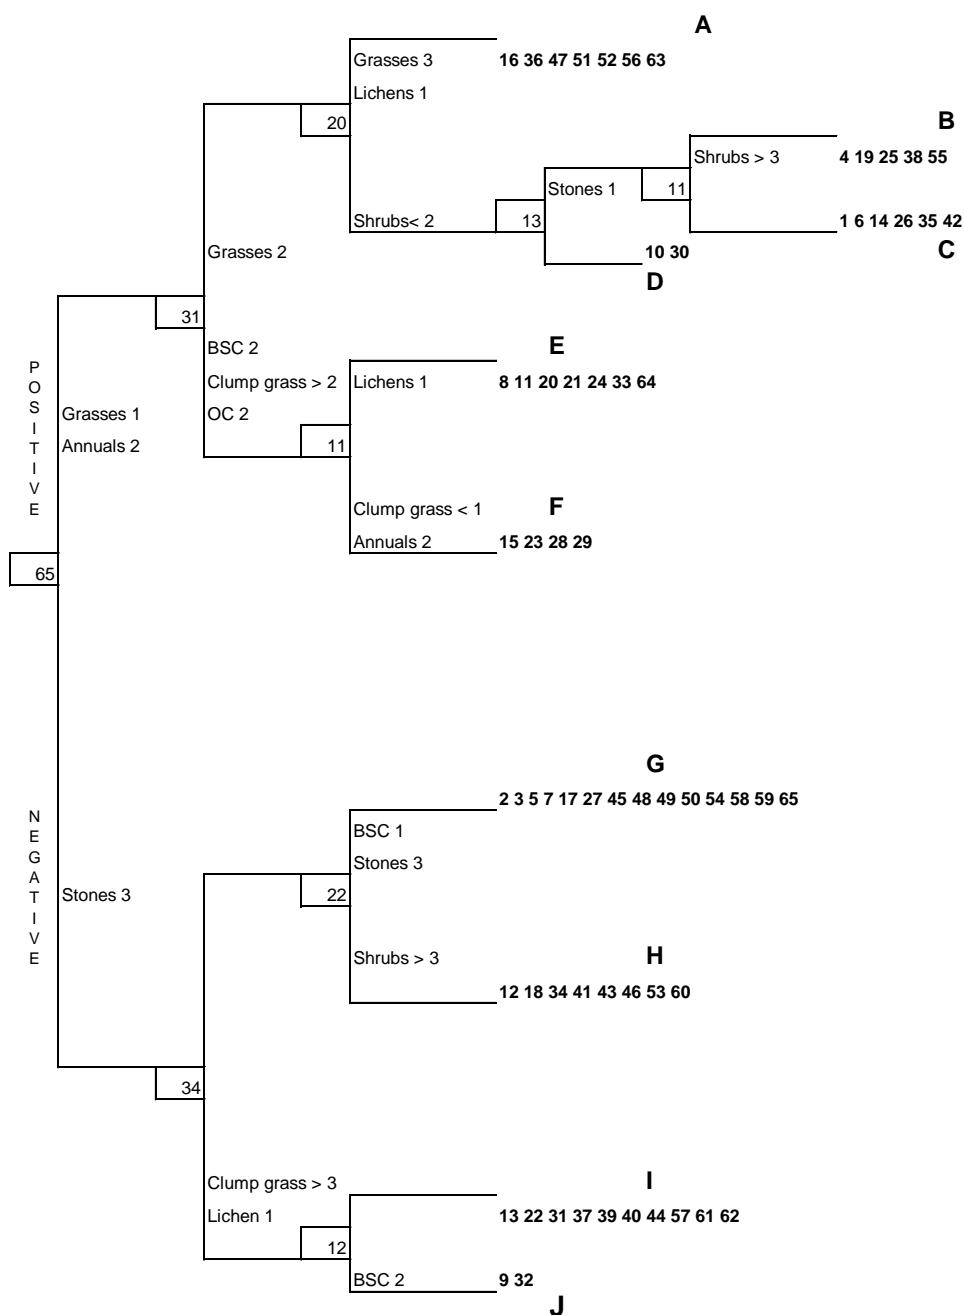 A
Grasses 3
16 36 47 51 52 56 63
Lichens 1
20
B
Shrubs > 3
4 19 25 38 55
Stones 1
11
Shrubs< 2
13
1 6 14 26 35 42
C
Grasses 2
10 30
D
31
BSC 2
E
Clump grass > 2
Lichens 1
8 11 20 21 24 33 64
POSITIVE
Grasses 1
OC 2
Annuals 2
11
Clump grass < 1
F
Annuals 2
15 23 28 29
65
G
2 3 5 7 17 27 45 48 49 50 54 58 59 65
NEGATIVE
BSC 1
Stones 3
Stones 3
22
Shrubs > 3
H
12 18 34 41 43 46 53 60
34
Clump grass > 3
I
Lichen 1
13 22 31 37 39 40 44 57 61 62
12
BSC 2
9 32
J